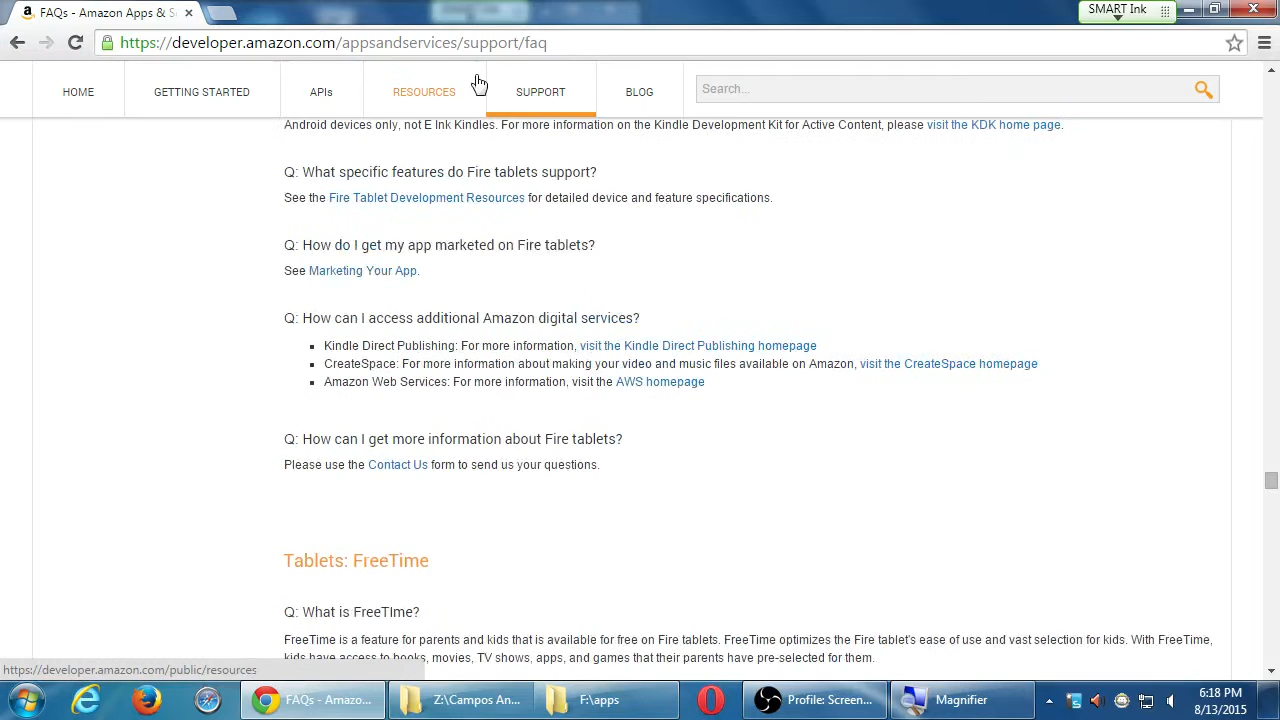 FAQs - Amazon Apps & S
SMART Ink
https://developer.amazon.com/appsandservices/support/faq
HOME
GETTING STARTED
APIs
RESOURCES
SUPPORT
BLOG
Search...
Android devices only, not E Ink Kindles. For more information on the Kindle Development Kit for Active Content, please visit the KDK home page.
Q: What specific features do Fire tablets support?
See the Fire Tablet Development Resources for detailed device and feature specifications.
Q: How do I get my app marketed on Fire tablets?
See Marketing Your App.
Q: How can I access additional Amazon digital services?
Kindle Direct Publishing: For more information, visit the Kindle Direct Publishing homepage
CreateSpace: For more information about making your video and music files available on Amazon, visit the CreateSpace homepage
Amazon Web Services: For more information, visit the AWS homepage
Q: How can I get more information about Fire tablets?
Please use the Contact Us form to send us your questions.
Tablets: FreeTime
Q: What is FreeTIme?
FreeTime is a feature for parents and kids that is available for free on Fire tablets. FreeTime optimizes the Fire tablet's ease of use and vast selection for kids. With FreeTime,
kids have access to books, movies, TV shows, apps, and games that their parents have pre-selected for them.
https://developer.amazon.com/public/resources
FAQs - Amazo...
Z:\Campos An...
F:\apps
Profile: Screen...
Magnifier
6:18 PM
8/13/2015